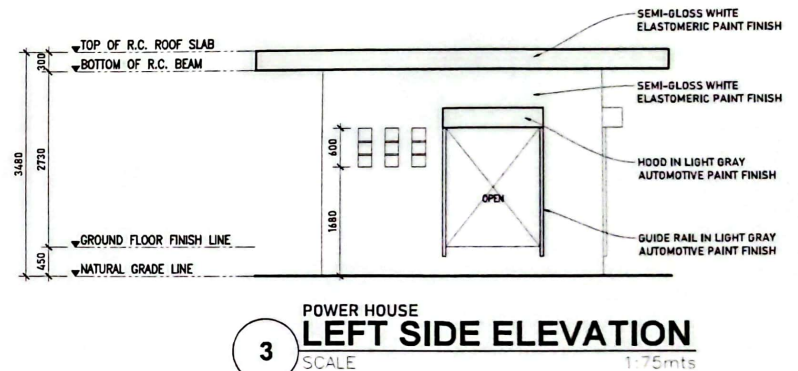 SEMI-GLOSS WHITE
ELASTOMERIC PAINT FINISH
TOP OF R.C. ROOF SLAB
300
BOTTOM OF R.C. BEAM
SEMI-GLOSS WHITE
ELASTOMERIC PAINT FINISH
3480
2730
600
HOOD IN LIGHT GRAY
AUTOMOTIVE PAINT FINISH
OPEN
1680
GROUND FLOOR FINISH LINE
GUIDE RAIL IN LIGHT GRAY
AUTOMOTIVE PAINT FINISH
450
NATURAL GRADE LINE
POWER HOUSE
3 LEFT SIDE ELEVATION
SCALE 1:75mts